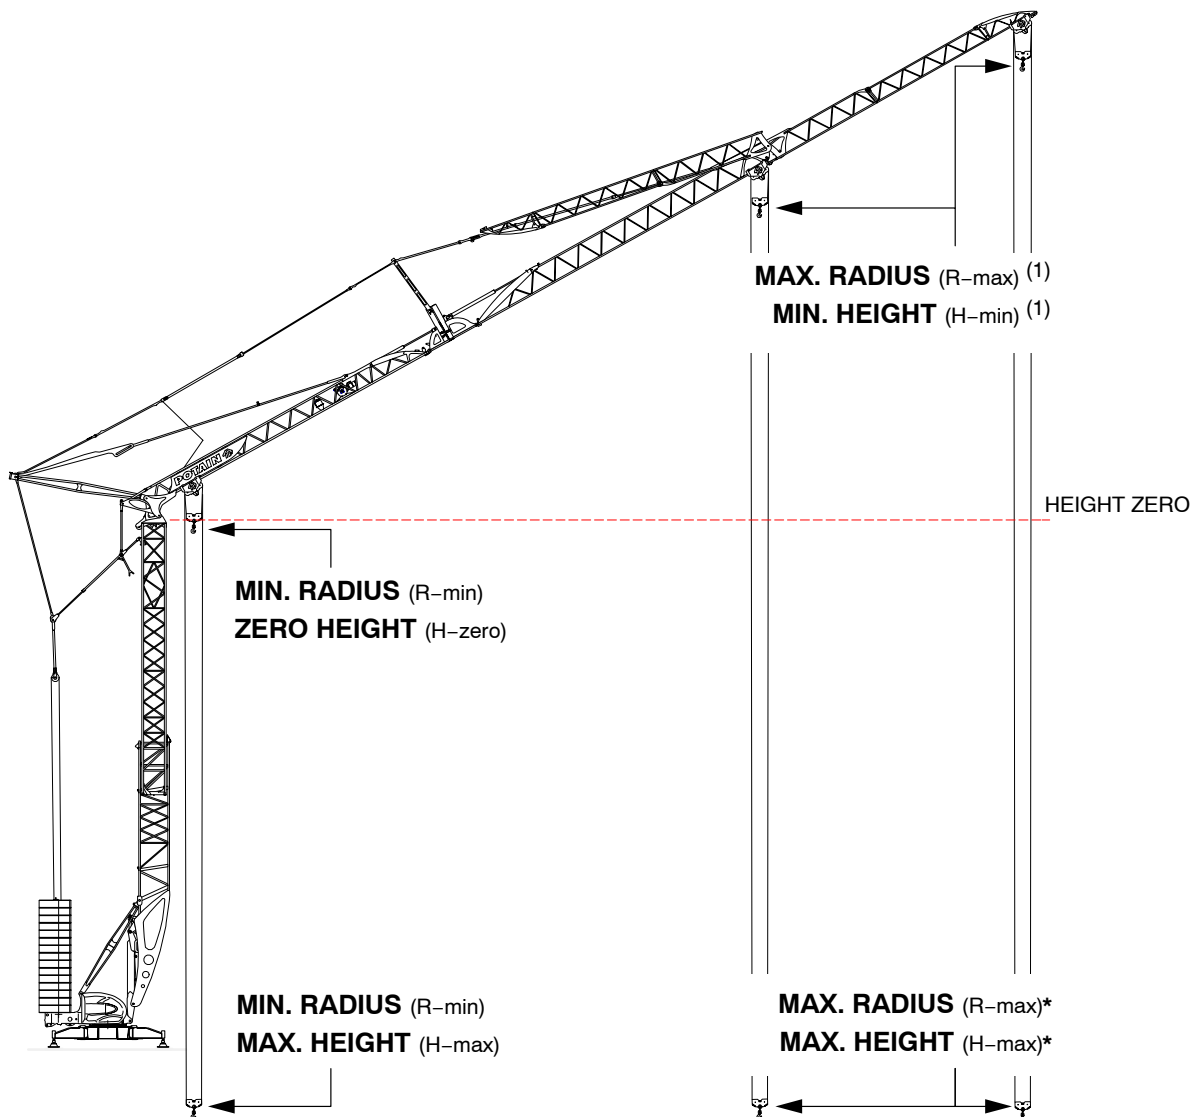 MAX. RADIUS (R−max) (1)
MIN. HEIGHT (H−min) (1)
POTAIN
HEIGHT ZERO
MIN. RADIUS (R−min)
ZERO HEIGHT (H−zero)
MIN. RADIUS (R−min)
MAX. HEIGHT (H−max)
MAX. RADIUS (R−max)*
MAX. HEIGHT (H−max)*